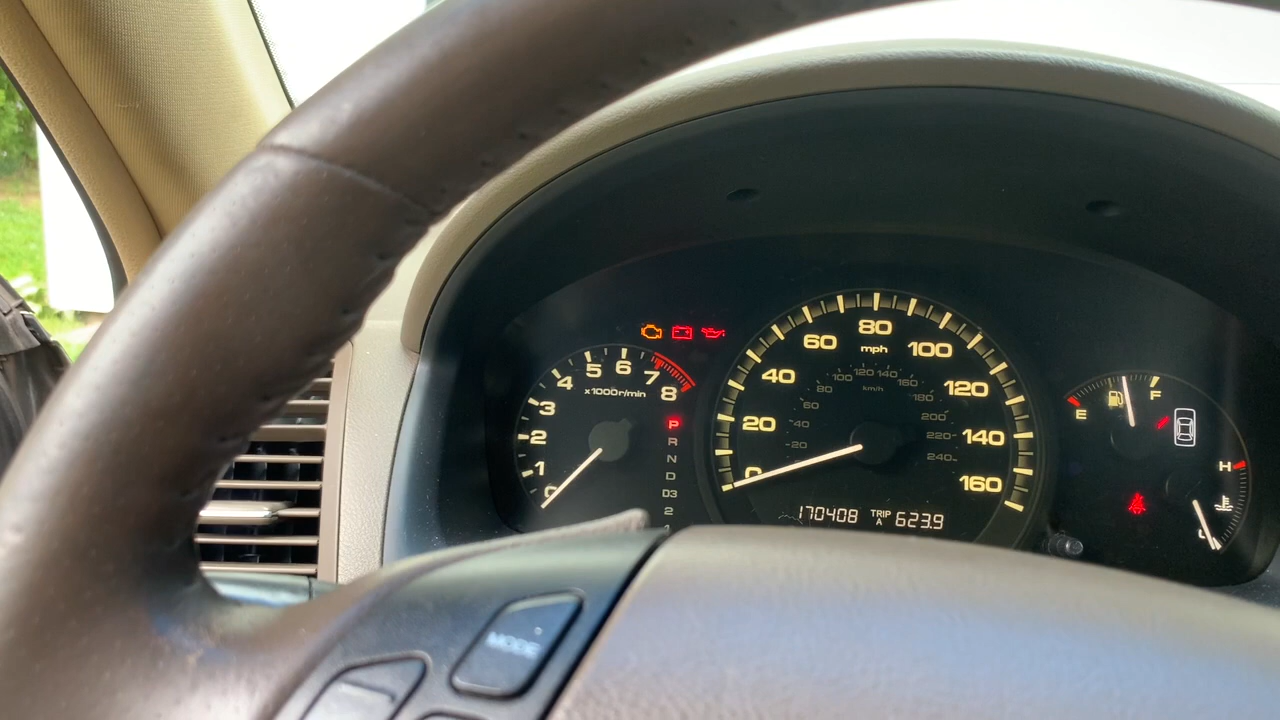 0 1 2 3 4 5 6 7 8
x1000r/min
P
R
N
D
D3
2
0 20 40 60 80 100 120 140 160
mph
20 40 60 80 100 120 140 160 180 200 220 240
km/h
170408 TRIP A 623.9
E F
H
C
MODE